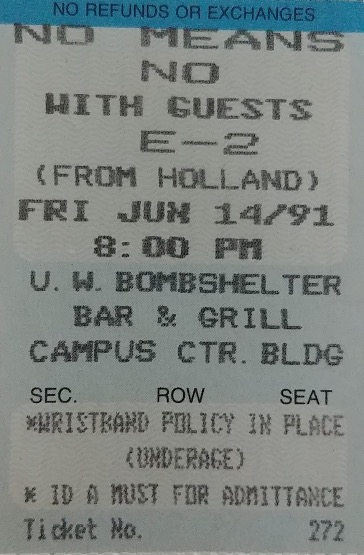 NO REFUNDS OR EXCHANGES
NO MEANS
NO
WITH GUESTS
E-2
(FROM HOLLAND)
FRI JUN 14/91
8:00 PM
U. W. BOMBSHELTER
BAR & GRILL
CAMPUS CTR. BLDG
SEC. ROW SEAT
*WRISTBAND POLICY IN PLACE
(UNDERAGE)
* ID A MUST FOR ADMITTANCE
Ticket No. 272